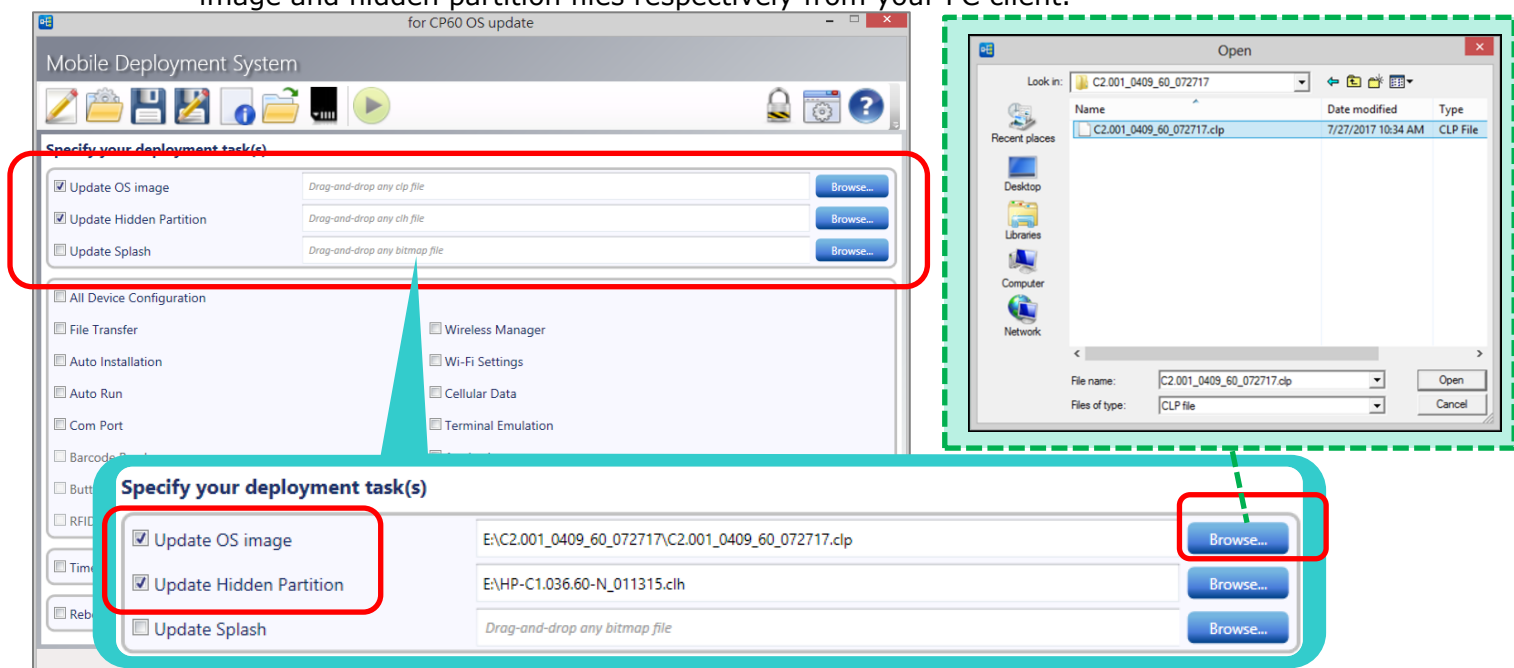 image and hidden partition files respectively from your PC client.
for CP60 OS update
Mobile Deployment System
Specify your deployment task(s)
Update OS image
Drag-and-drop any clp file
Browse...
Update Hidden Partition
Drag-and-drop any clh file
Browse...
Update Splash
Drag-and-drop any bitmap file
Browse...
All Device Configuration
File Transfer
Wireless Manager
Auto Installation
Wi-Fi Settings
Auto Run
Cellular Data
Com Port
Terminal Emulation
Barcode
Butt
RFID
Time
Rebo
Open
Look in:
C2.001_0409_60_072717
Name
Date modified
Type
C2.001_0409_60_072717.clp
7/27/2017 10:34 AM
CLP File
Recent places
Desktop
Libraries
Computer
Network
File name:
C2.001_0409_60_072717.clp
Open
Files of type:
CLP file
Cancel
Specify your deployment task(s)
Update OS image
E:\C2.001_0409_60_072717\C2.001_0409_60_072717.clp
Browse...
Update Hidden Partition
E:\HP-C1.036.60-N_011315.clh
Browse...
Update Splash
Drag-and-drop any bitmap file
Browse...